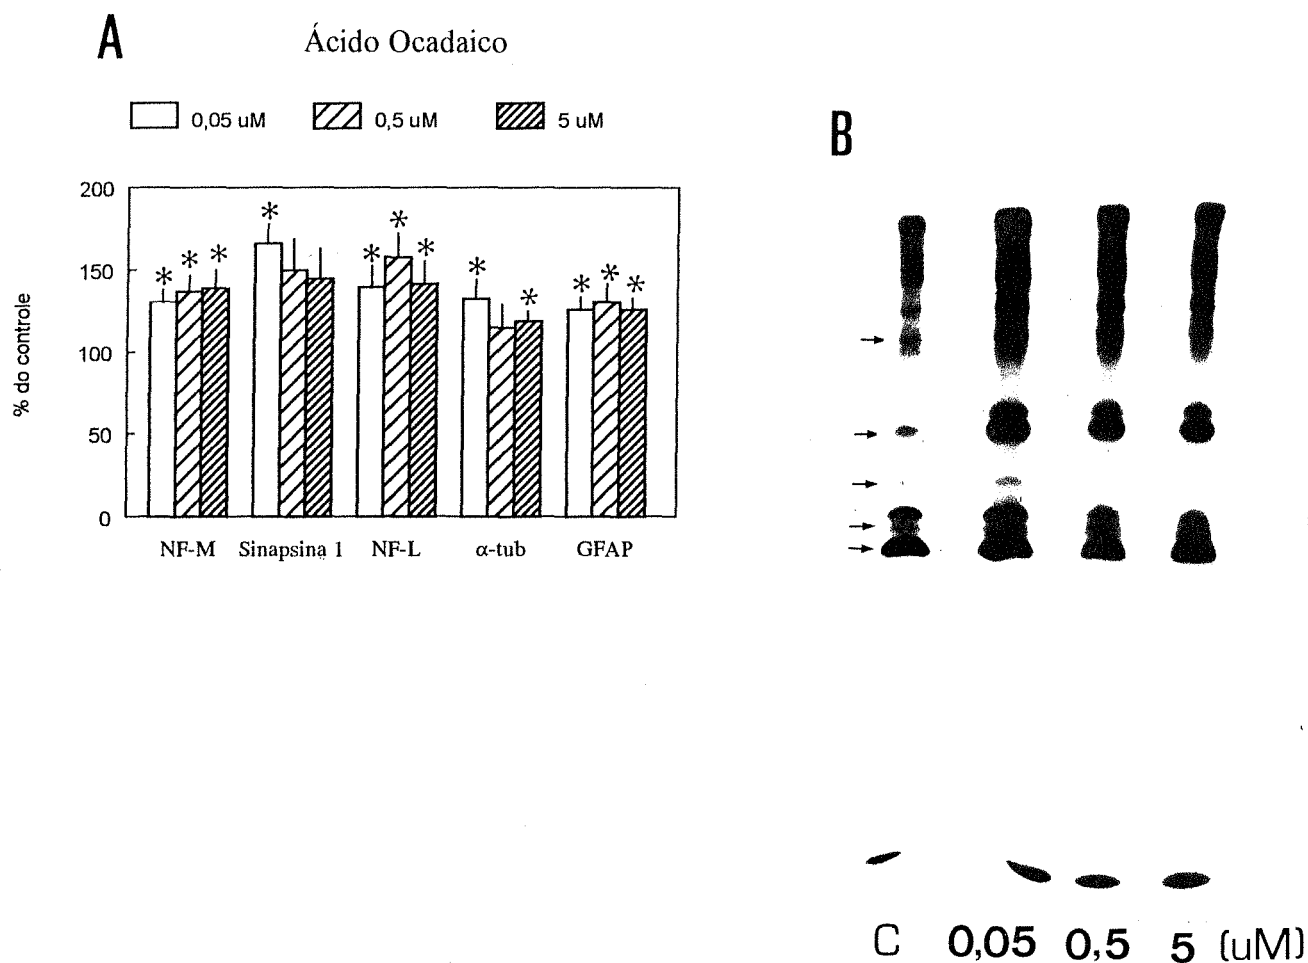 A
Ácido Ocadaico
0,05 uM 0,5 uM 5 uM
B
200
150
100
50
0
% do controle
* * * * * * * * * * * *
NF-M Sinapsina 1 NF-L α-tub GFAP
C 0,05 0,5 5 (uM)